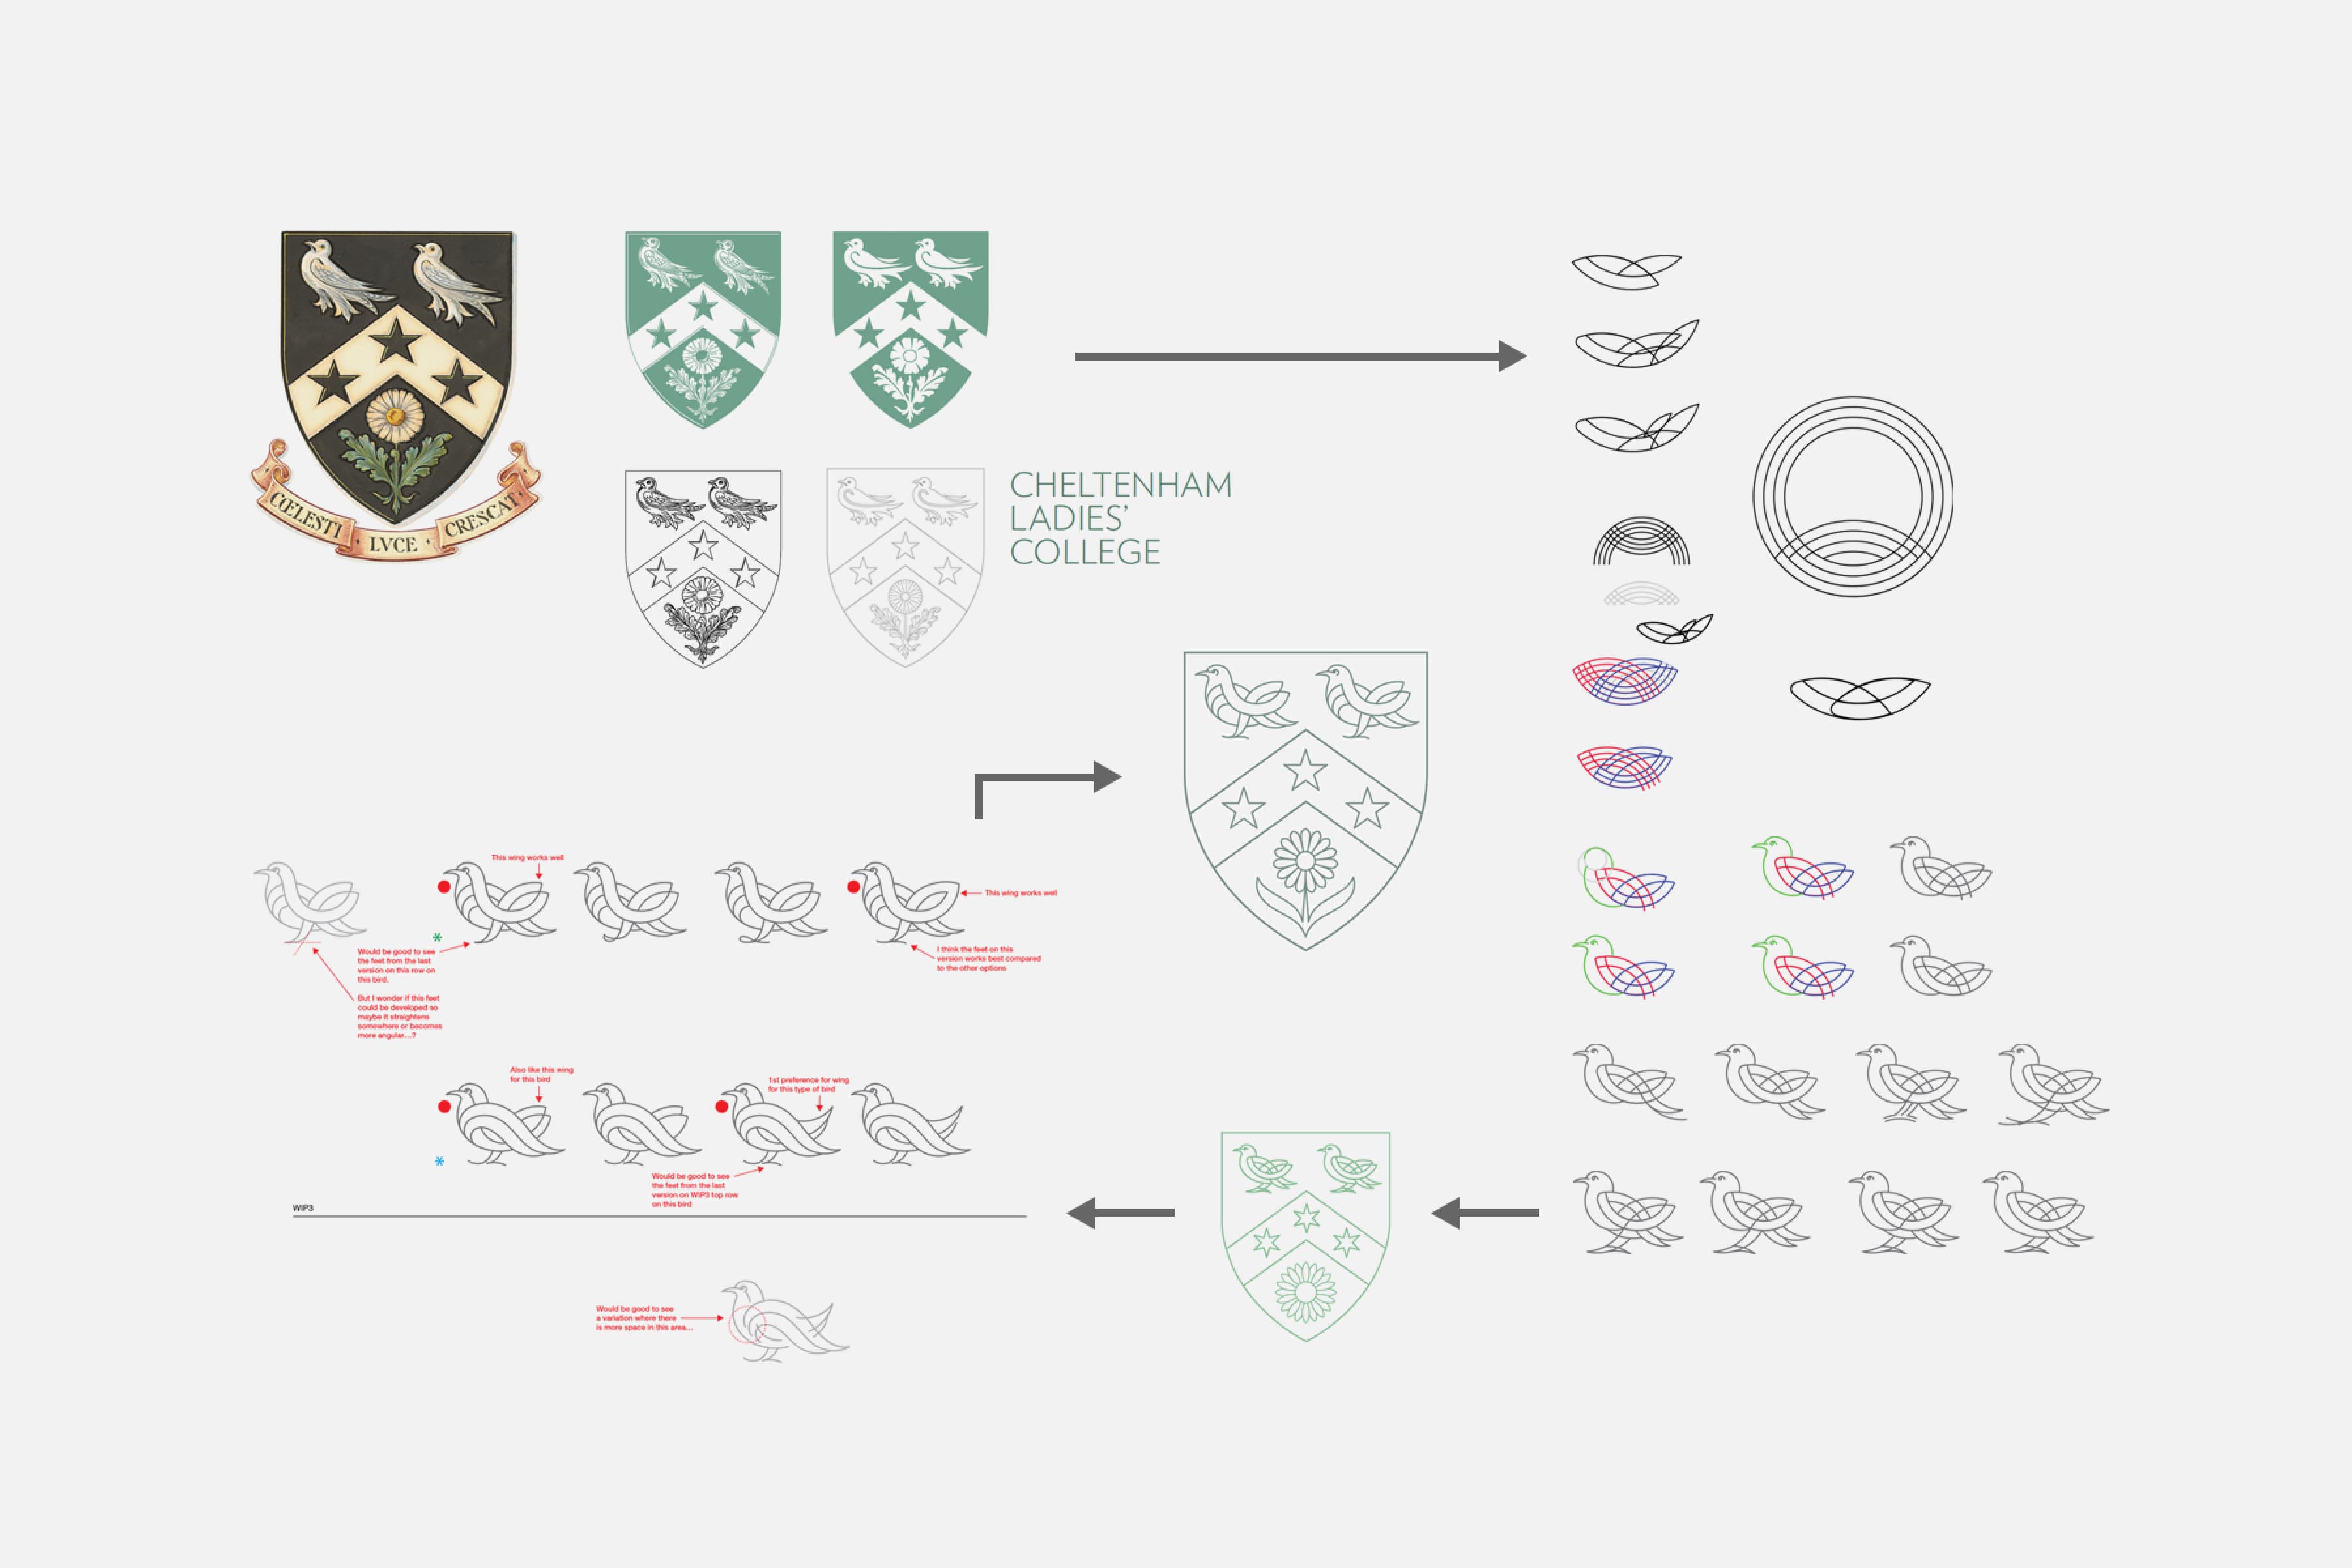 CŒLESTI · LVCE · CRESCAT
CHELTENHAM
LADIES’
COLLEGE
This wing works well
This wing works well
Would be good to see
the feet from the last
version on this row on
this bird.
But I wonder if this feet
could be developed so
maybe it straightens
somewhere or becomes
more angular...?
I think the feet on this
version works best compared
to the other options
Also like this wing
for this bird
1st preference for wing
for this type of bird
Would be good to see
the feet from the last
version on WIP3 top row
on this bird
WIP3
Would be good to see
a variation where there
is more space in this area...